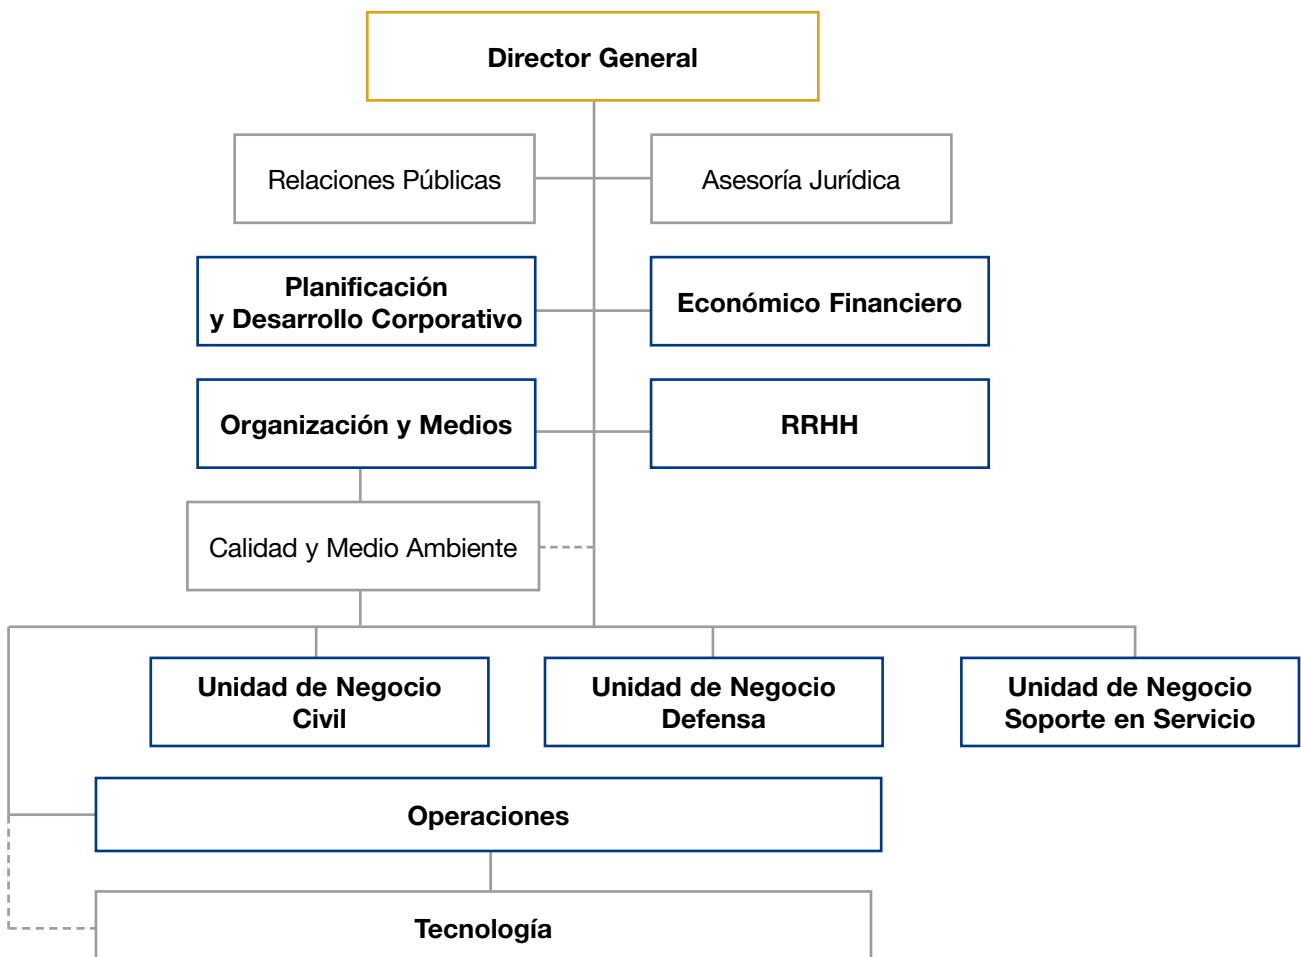 Director General
Relaciones Públicas
Asesoría Jurídica
Planificación
y Desarrollo Corporativo
Económico Financiero
Organización y Medios
RRHH
Calidad y Medio Ambiente
Unidad de Negocio
Civil
Unidad de Negocio
Defensa
Unidad de Negocio
Soporte en Servicio
Operaciones
Tecnología